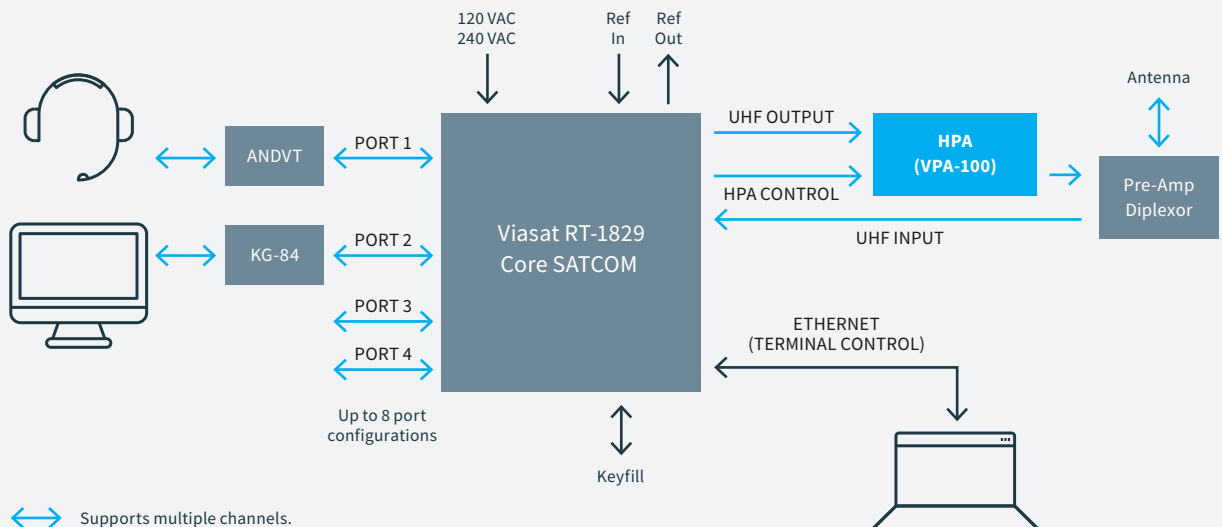 120 VAC
240 VAC
Ref
In
Ref
Out
Antenna
UHF OUTPUT
HPA
(VPA-100)
ANDVT
PORT 1
HPA CONTROL
Pre-Amp
Diplexor
Viasat RT-1829
Core SATCOM
UHF INPUT
KG-84
PORT 2
PORT 3
PORT 4
ETHERNET
(TERMINAL CONTROL)
Up to 8 port
configurations
Keyfill
Supports multiple channels.